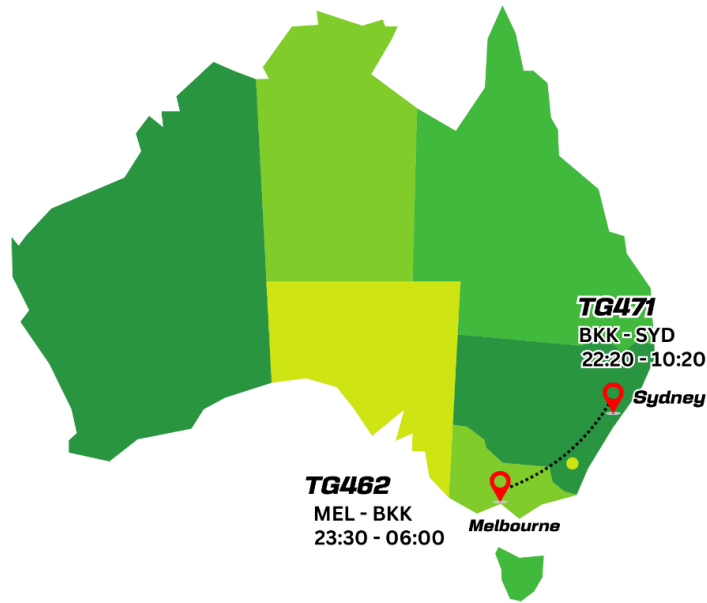 TG471
BKK - SYD
22:20 - 10:20
Sydney
TG462
MEL - BKK
23:30 - 06:00
Melbourne